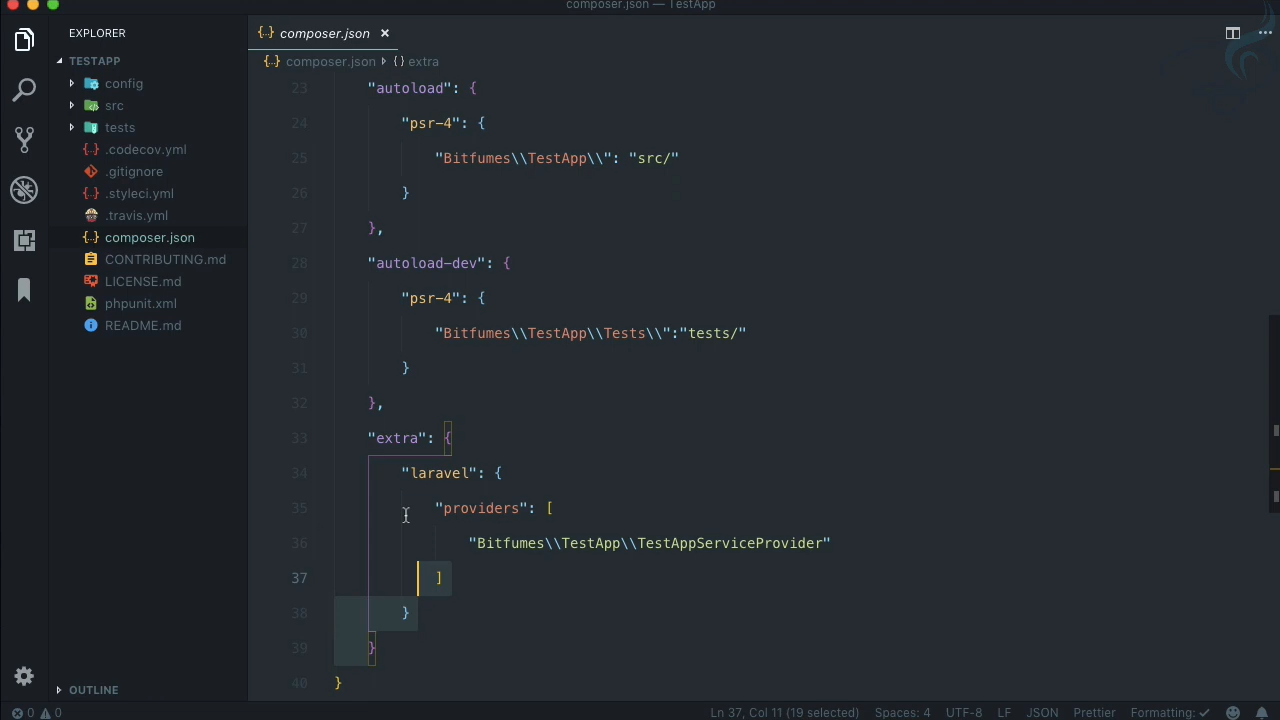 composer.json — TestApp
EXPLORER
TESTAPP
config
src
tests
.codecov.yml
.gitignore
.styleci.yml
.travis.yml
composer.json
CONTRIBUTING.md
LICENSE.md
phpunit.xml
README.md
OUTLINE
composer.json
composer.json {} extra
23 "autoload": {
24 "psr-4": {
25 "Bitfumes\\TestApp\\": "src/"
26 }
27 },
28 "autoload-dev": {
29 "psr-4": {
30 "Bitfumes\\TestApp\\Tests\\":"tests/"
31 }
32 },
33 "extra": {
34 "laravel": {
35 "providers": [
36 "Bitfumes\\TestApp\\TestAppServiceProvider"
37 ]
38 }
39 }
40 }
0 0 Ln 37, Col 11 (19 selected) Spaces: 4 UTF-8 LF JSON Prettier Formatting: ✓